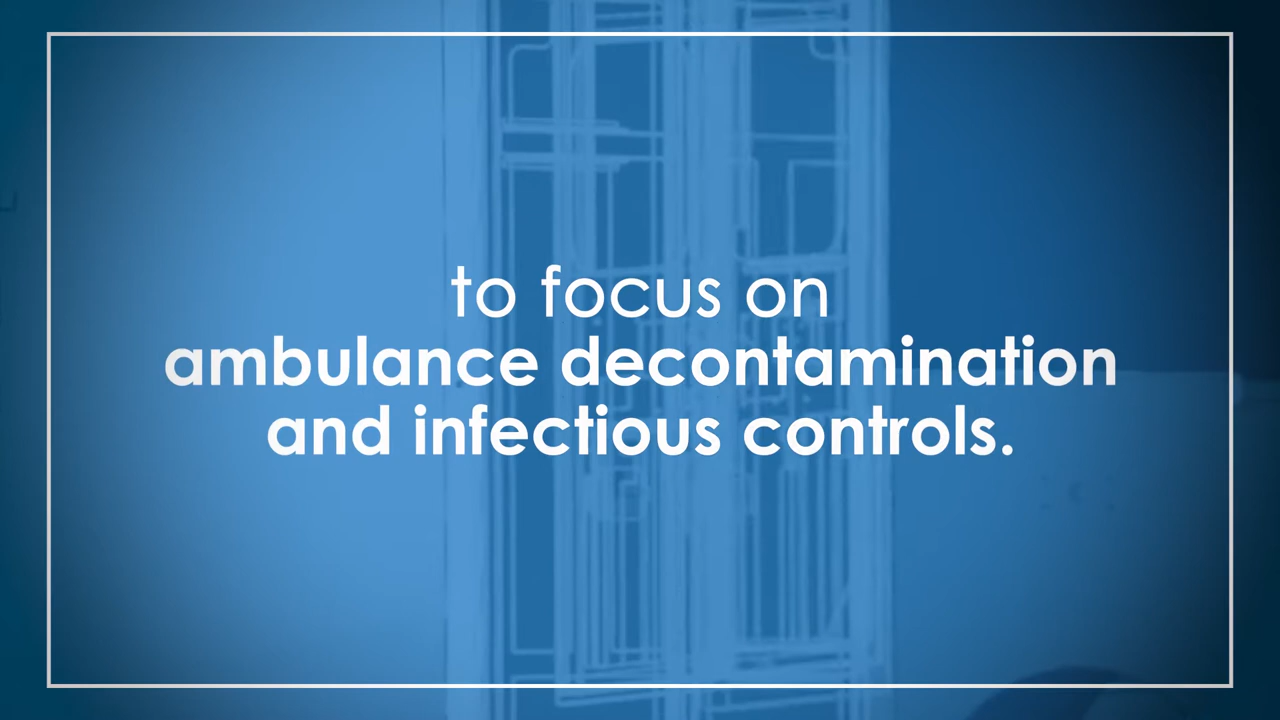 to focus on
ambulance decontamination
and infectious controls.